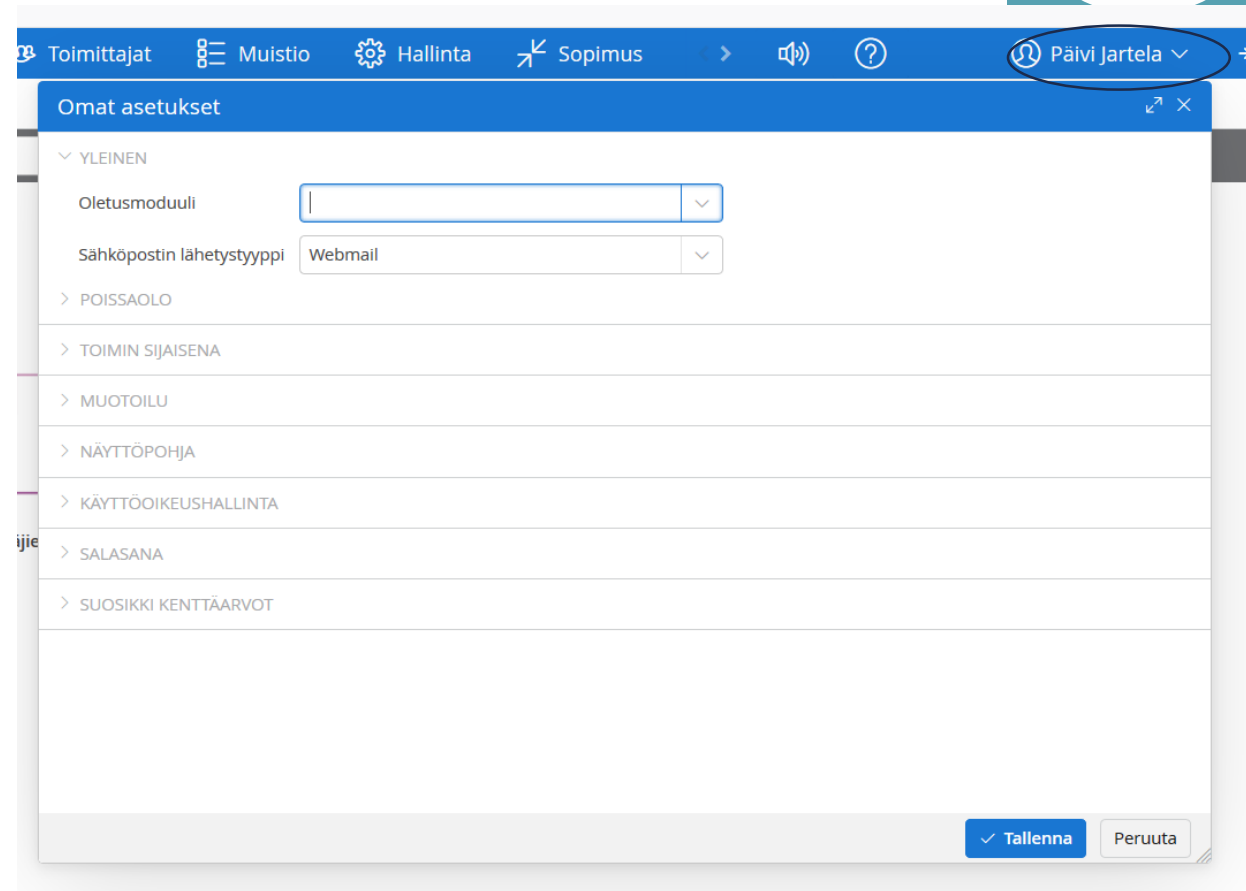 Toimittajat Muistio Hallinta Sopimus Päivi Jartela
Omat asetukset
YLEINEN
Oletusmoduuli
Sähköpostin lähetystyyppi Webmail
POISSAOLO
TOIMIN SIJAISENA
MUOTOILU
NÄYTTÖPOHJA
KÄYTTÖOIKEUSHALLINTA
SALASANA
SUOSIKKI KENTTÄARVOT
Tallenna Peruuta